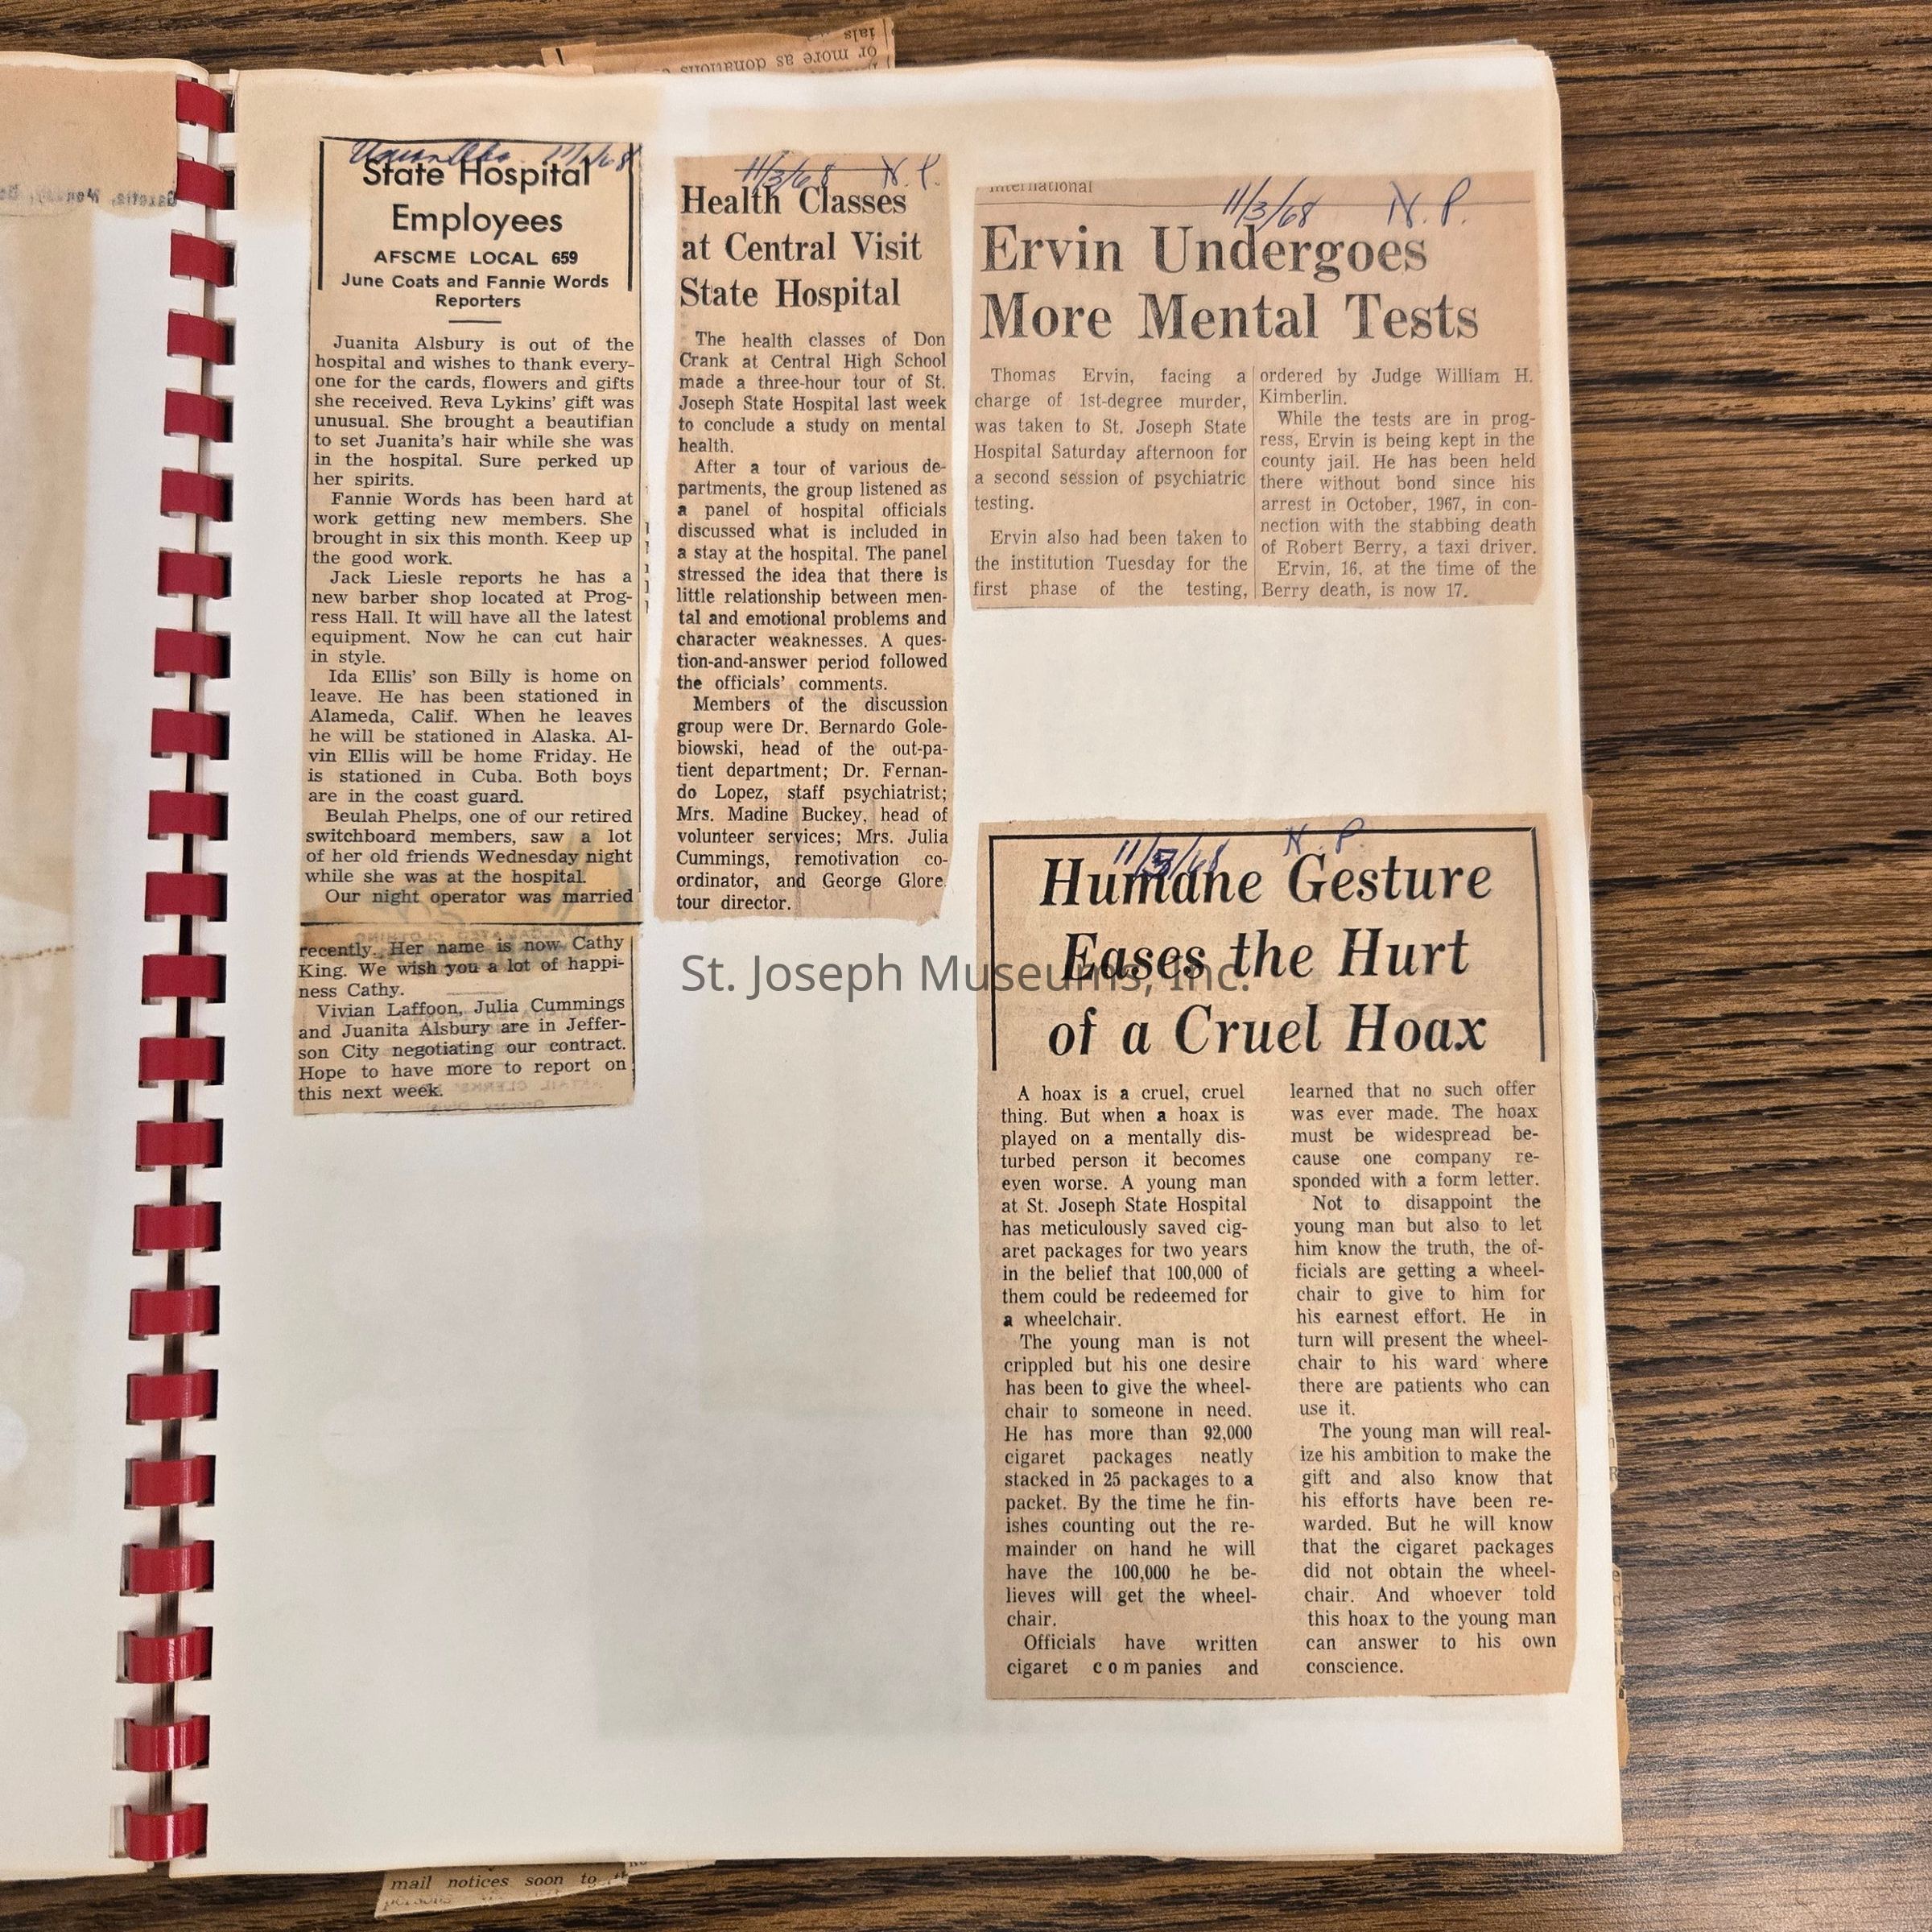 ials
or more as donations
11/1/68
State Hospital
Employees
AFSCME LOCAL 659
June Coats and Fannie Words
Reporters
Juanita Alsbury is out of the
hospital and wishes to thank every-
one for the cards, flowers and gifts
she received. Reva Lykins' gift was
unusual. She brought a beautifian
to set Juanita's hair while she was
in the hospital. Sure perked up
her spirits.
Fannie Words has been hard at
work getting new members. She
brought in six this month. Keep up
the good work.
Jack Liesle reports he has a
new barber shop located at Prog-
ress Hall. It will have all the latest
equipment. Now he can cut hair
in style.
Ida Ellis' son Billy is home on
leave. He has been stationed in
Alameda, Calif. When he leaves
he will be stationed in Alaska. Al-
vin Ellis will be home Friday. He
is stationed in Cuba. Both boys
are in the coast guard.
Beulah Phelps, one of our retired
switchboard members, saw a lot
of her old friends Wednesday night
while she was at the hospital.
Our night operator was married
recently. Her name is now Cathy
King. We wish you a lot of happi-
ness Cathy.
Vivian Laffoon, Julia Cummings
and Juanita Alsbury are in Jeffer-
son City negotiating our contract.
Hope to have more to report on
this next week.
11/3/68 N.P.
Health Classes
at Central Visit
State Hospital
The health classes of Don
Crank at Central High School
made a three-hour tour of St.
Joseph State Hospital last week
to conclude a study on mental
health.
After a tour of various de-
partments, the group listened as
a panel of hospital officials
discussed what is included in
a stay at the hospital. The panel
stressed the idea that there is
little relationship between men-
tal and emotional problems and
character weaknesses. A ques-
tion-and-answer period followed
the officials' comments.
Members of the discussion
group were Dr. Bernardo Gole-
biowski, head of the out-pa-
tient department; Dr. Fernan-
do Lopez, staff psychiatrist;
Mrs. Madine Buckey, head of
volunteer services; Mrs. Julia
Cummings, remotivation co-
ordinator, and George Glore,
tour director.
International
11/3/68 N.P.
Ervin Undergoes
More Mental Tests
Thomas Ervin, facing a
charge of 1st-degree murder,
was taken to St. Joseph State
Hospital Saturday afternoon for
a second session of psychiatric
testing.
Ervin also had been taken to
the institution Tuesday for the
first phase of the testing,
ordered by Judge William H.
Kimberlin.
While the tests are in prog-
ress, Ervin is being kept in the
county jail. He has been held
there without bond since his
arrest in October, 1967, in con-
nection with the stabbing death
of Robert Berry, a taxi driver.
Ervin, 16, at the time of the
Berry death, is now 17.
11/5/68 N.P.
Humane Gesture
Eases the Hurt
of a Cruel Hoax
A hoax is a cruel, cruel
thing. But when a hoax is
played on a mentally dis-
turbed person it becomes
even worse. A young man
at St. Joseph State Hospital
has meticulously saved cig-
aret packages for two years
in the belief that 100,000 of
them could be redeemed for
a wheelchair.
The young man is not
crippled but his one desire
has been to give the wheel-
chair to someone in need.
He has more than 92,000
cigaret packages neatly
stacked in 25 packages to a
packet. By the time he fin-
ishes counting out the re-
mainder on hand he will
have the 100,000 he be-
lieves will get the wheel-
chair.
Officials have written
cigaret companies and
learned that no such offer
was ever made. The hoax
must be widespread be-
cause one company re-
sponded with a form letter.
Not to disappoint the
young man but also to let
him know the truth, the of-
ficials are getting a wheel-
chair to give to him for
his earnest effort. He in
turn will present the wheel-
chair to his ward where
there are patients who can
use it.
The young man will real-
ize his ambition to make the
gift and also know that
his efforts have been re-
warded. But he will know
that the cigaret packages
did not obtain the wheel-
chair. And whoever told
this hoax to the young man
can answer to his own
conscience.
St. Joseph Museums, Inc.
mail notices soon to